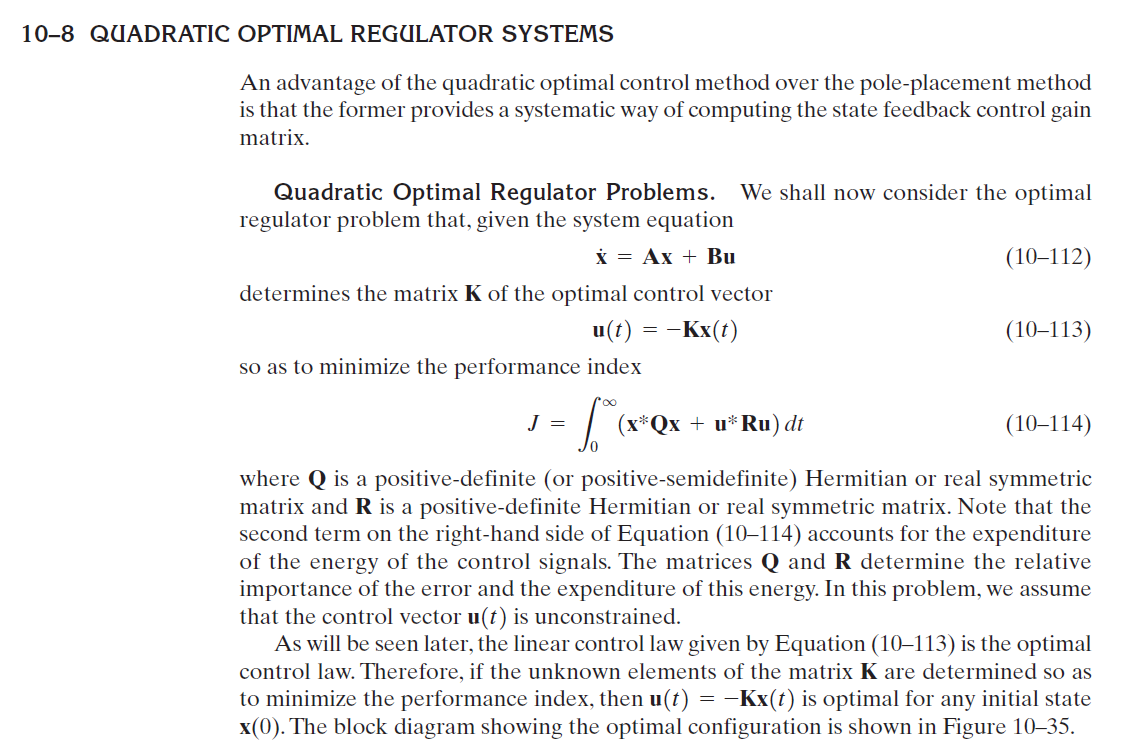 10–8 QUADRATIC OPTIMAL REGULATOR SYSTEMS
An advantage of the quadratic optimal control method over the pole-placement method
is that the former provides a systematic way of computing the state feedback control gain
matrix.
Quadratic Optimal Regulator Problems. We shall now consider the optimal
regulator problem that, given the system equation
ẋ = Ax + Bu (10–112)
determines the matrix K of the optimal control vector
u(t) = −Kx(t) (10–113)
so as to minimize the performance index
J = ∫₀^∞ (x*Qx + u*Ru) dt (10–114)
where Q is a positive-definite (or positive-semidefinite) Hermitian or real symmetric
matrix and R is a positive-definite Hermitian or real symmetric matrix. Note that the
second term on the right-hand side of Equation (10–114) accounts for the expenditure
of the energy of the control signals. The matrices Q and R determine the relative
importance of the error and the expenditure of this energy. In this problem, we assume
that the control vector u(t) is unconstrained.
As will be seen later, the linear control law given by Equation (10–113) is the optimal
control law. Therefore, if the unknown elements of the matrix K are determined so as
to minimize the performance index, then u(t) = −Kx(t) is optimal for any initial state
x(0). The block diagram showing the optimal configuration is shown in Figure 10–35.